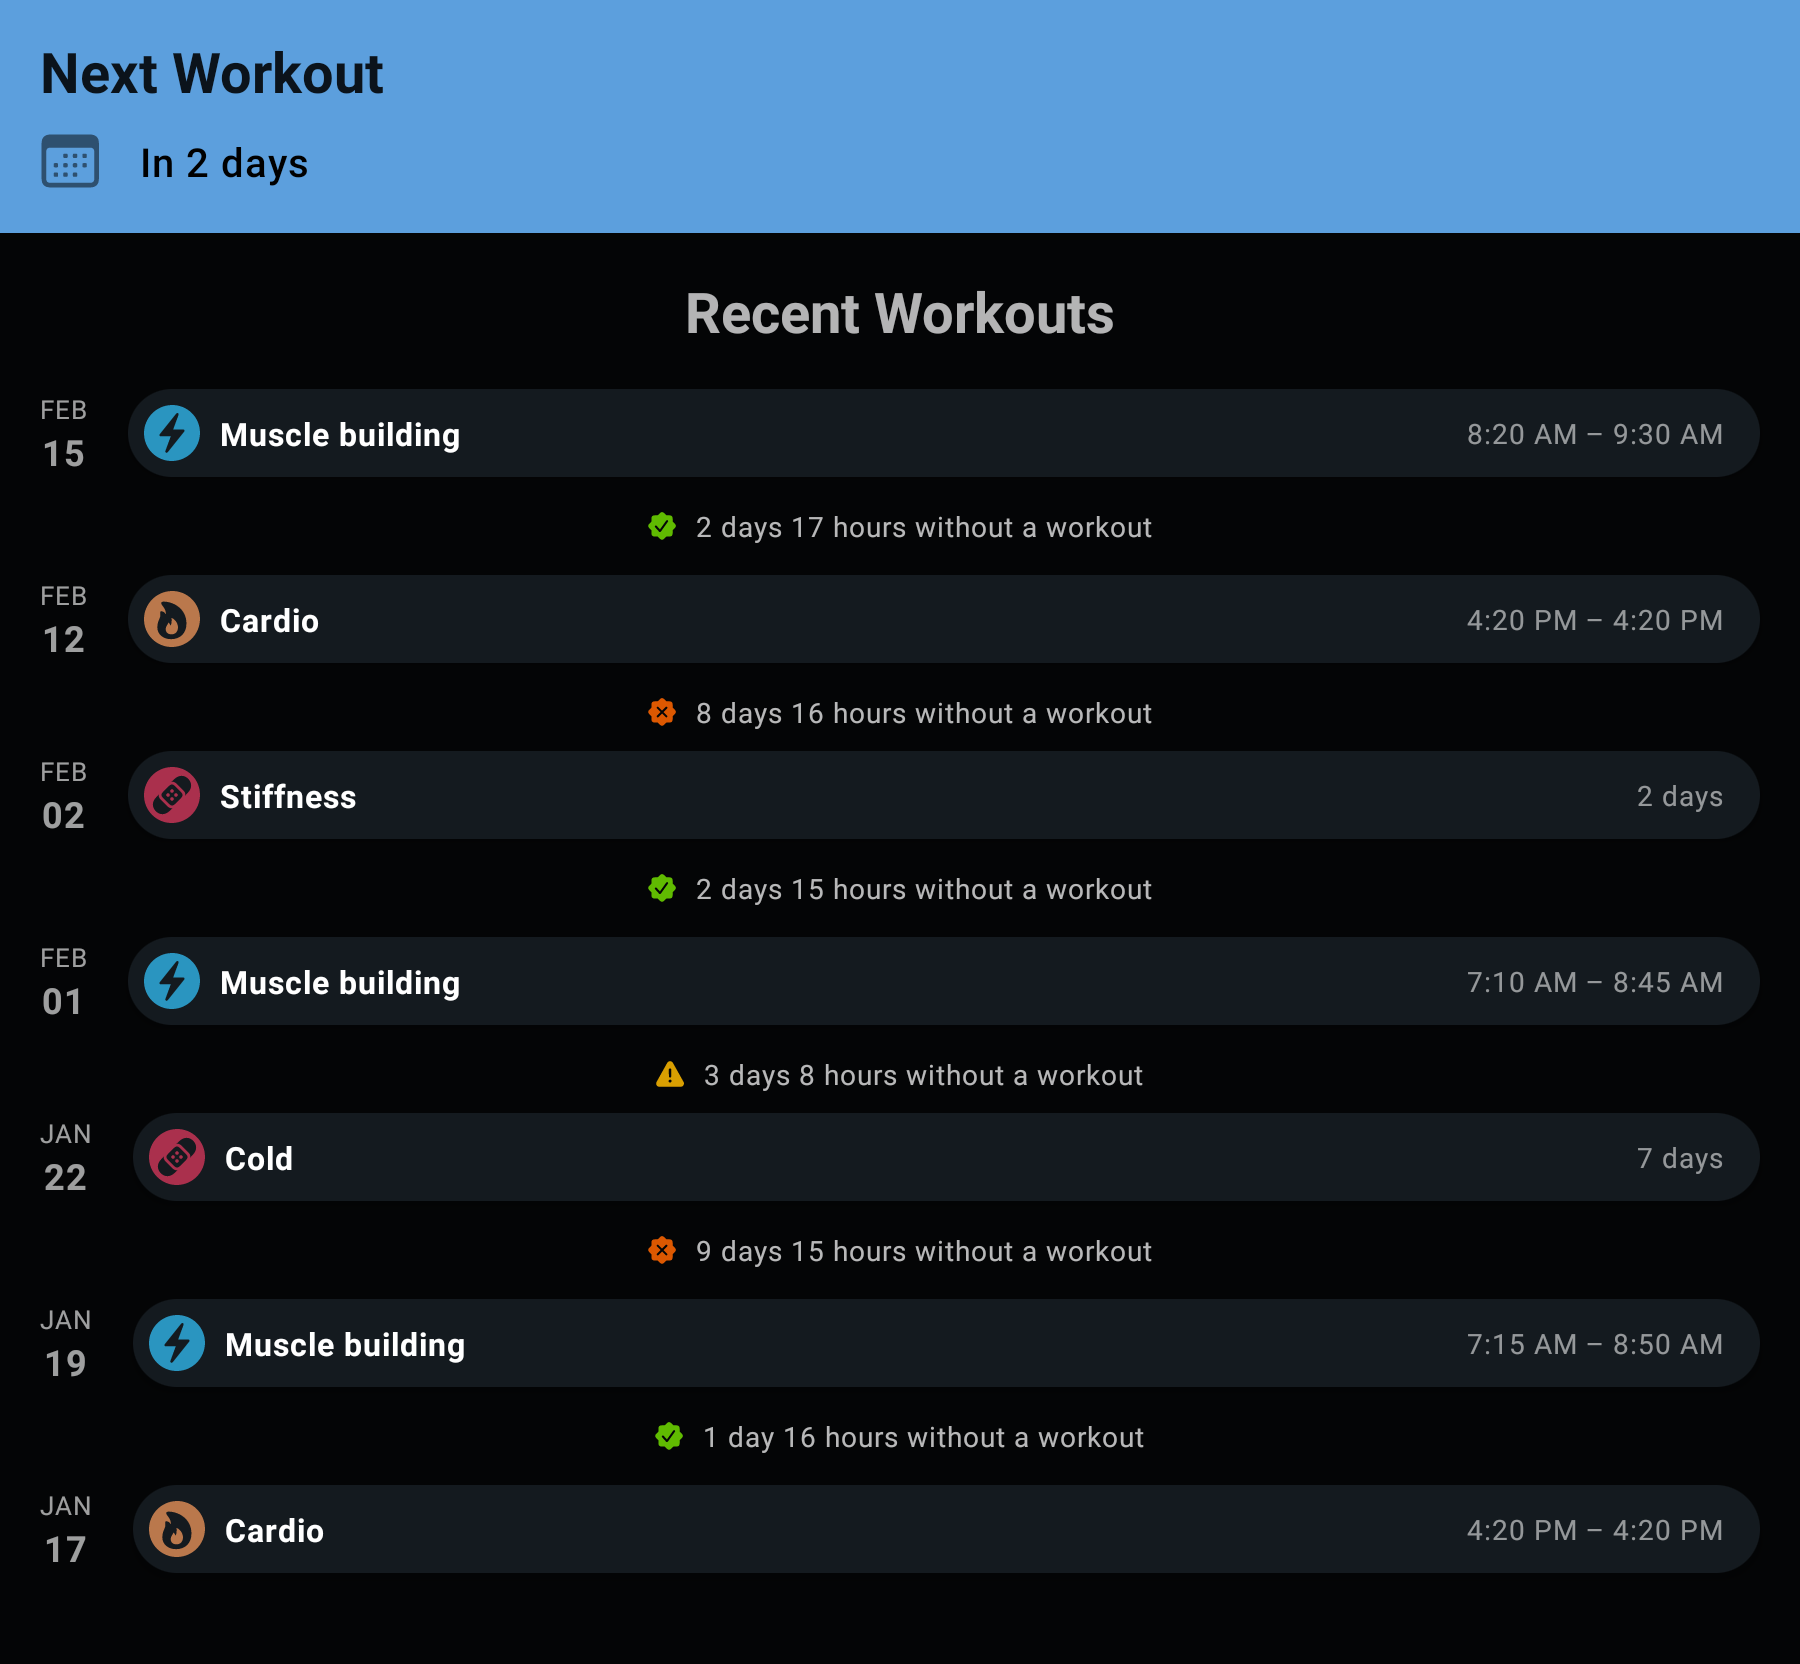 Next Workout
In 2 days
Recent Workouts
FEB
15
Muscle building
8:20 AM – 9:30 AM
2 days 17 hours without a workout
FEB
12
Cardio
4:20 PM – 4:20 PM
8 days 16 hours without a workout
FEB
02
Stiffness
2 days
2 days 15 hours without a workout
FEB
01
Muscle building
7:10 AM – 8:45 AM
3 days 8 hours without a workout
JAN
22
Cold
7 days
9 days 15 hours without a workout
JAN
19
Muscle building
7:15 AM – 8:50 AM
1 day 16 hours without a workout
JAN
17
Cardio
4:20 PM – 4:20 PM